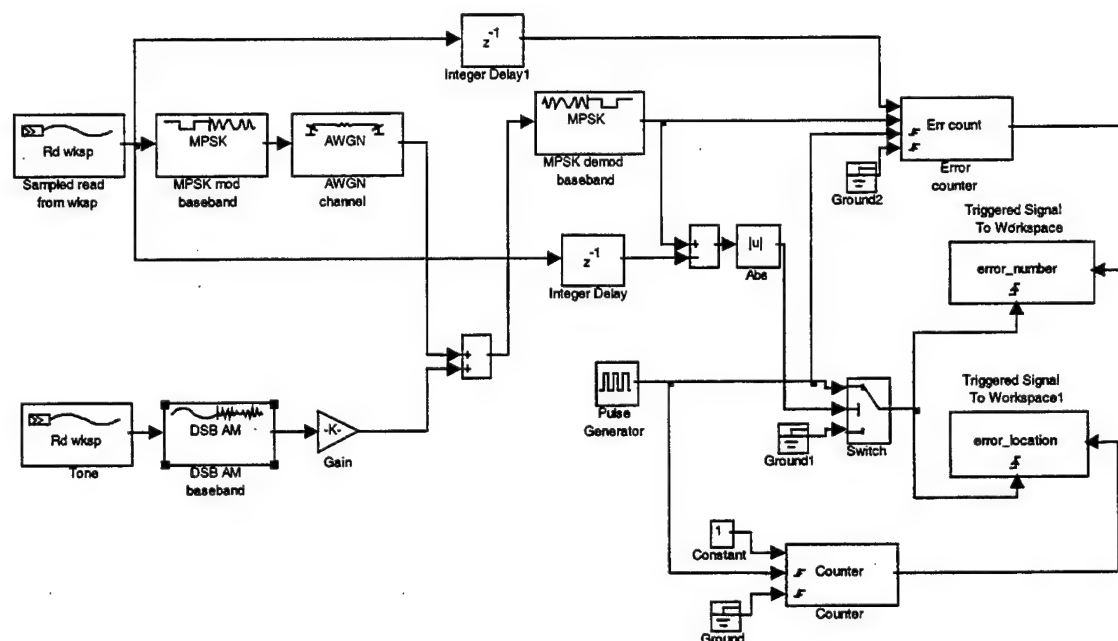 z⁻¹
Integer Delay1
Rd wksp
Sampled read
from wksp
MPSK
MPSK mod
baseband
AWGN
AWGN
channel
MPSK
MPSK demod
baseband
Err count
Error
counter
Ground2
z⁻¹
Integer Delay
+
−
|u|
Abs
Triggered Signal
To Workspace
error_number
+
+
Pulse
Generator
Ground1
Switch
Triggered Signal
To Workspace1
error_location
Rd wksp
Tone
DSB AM
DSB AM
baseband
-K-
Gain
1
Constant
Counter
Counter
Ground